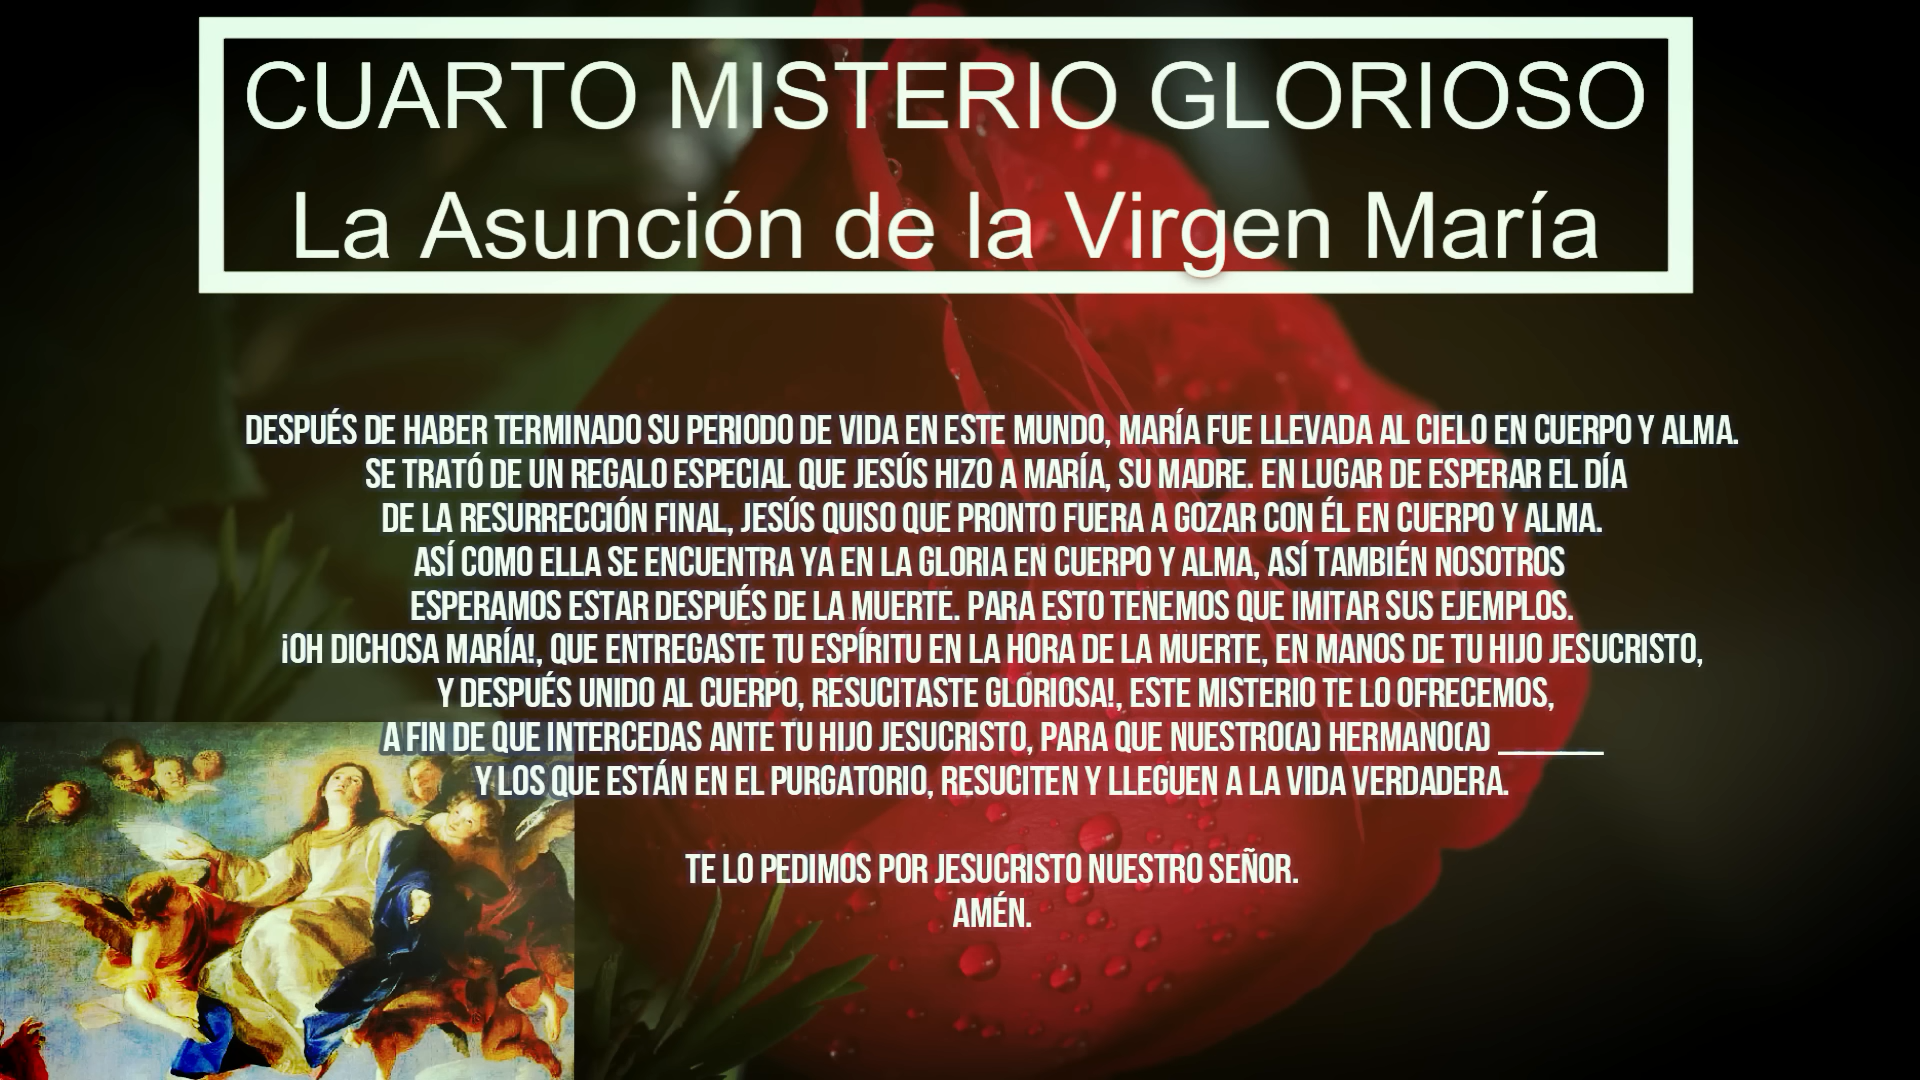 CUARTO MISTERIO GLORIOSO
La Asunción de la Virgen María
DESPUÉS DE HABER TERMINADO SU PERIODO DE VIDA EN ESTE MUNDO, MARÍA FUE LLEVADA AL CIELO EN CUERPO Y ALMA.
SE TRATÓ DE UN REGALO ESPECIAL QUE JESÚS HIZO A MARÍA, SU MADRE. EN LUGAR DE ESPERAR EL DÍA
DE LA RESURRECCIÓN FINAL, JESÚS QUISO QUE PRONTO FUERA A GOZAR CON ÉL EN CUERPO Y ALMA.
ASÍ COMO ELLA SE ENCUENTRA YA EN LA GLORIA EN CUERPO Y ALMA, ASÍ TAMBIÉN NOSOTROS
ESPERAMOS ESTAR DESPUÉS DE LA MUERTE. PARA ESTO TENEMOS QUE IMITAR SUS EJEMPLOS.
¡OH DICHOSA MARÍA!, QUE ENTREGASTE TU ESPÍRITU EN LA HORA DE LA MUERTE, EN MANOS DE TU HIJO JESUCRISTO,
Y DESPUÉS UNIDO AL CUERPO, RESUCITASTE GLORIOSA!, ESTE MISTERIO TE LO OFRECEMOS,
A FIN DE QUE INTERCEDAS ANTE TU HIJO JESUCRISTO, PARA QUE NUESTRO(A) HERMANO(A) ______
Y LOS QUE ESTÁN EN EL PURGATORIO, RESUCITEN Y LLEGUEN A LA VIDA VERDADERA.
TE LO PEDIMOS POR JESUCRISTO NUESTRO SEÑOR.
AMÉN.